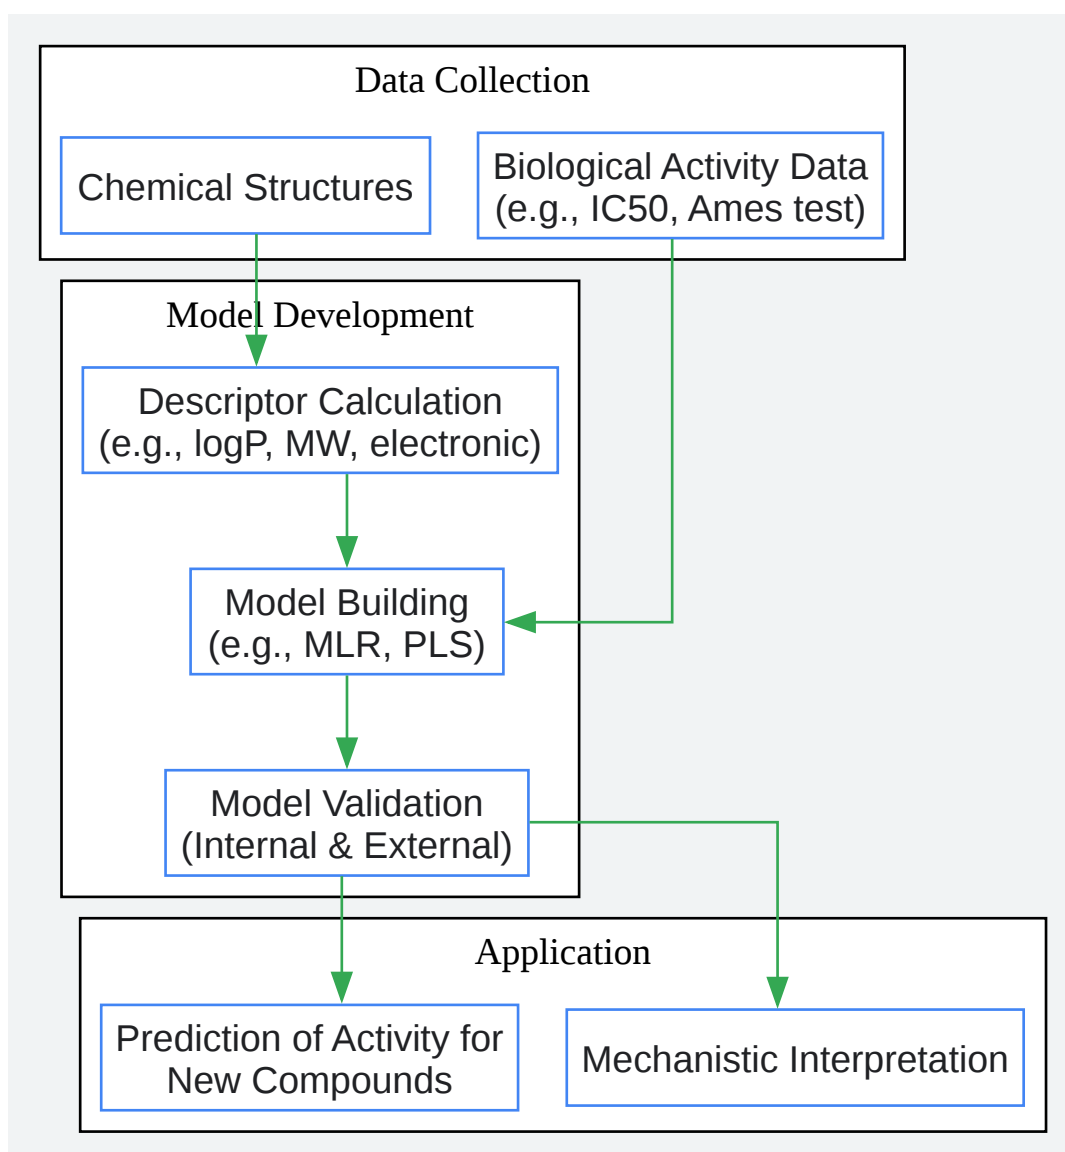 Data Collection
Chemical Structures
Biological Activity Data
(e.g., IC50, Ames test)
Model Development
Descriptor Calculation
(e.g., logP, MW, electronic)
Model Building
(e.g., MLR, PLS)
Model Validation
(Internal & External)
Application
Prediction of Activity for
New Compounds
Mechanistic Interpretation